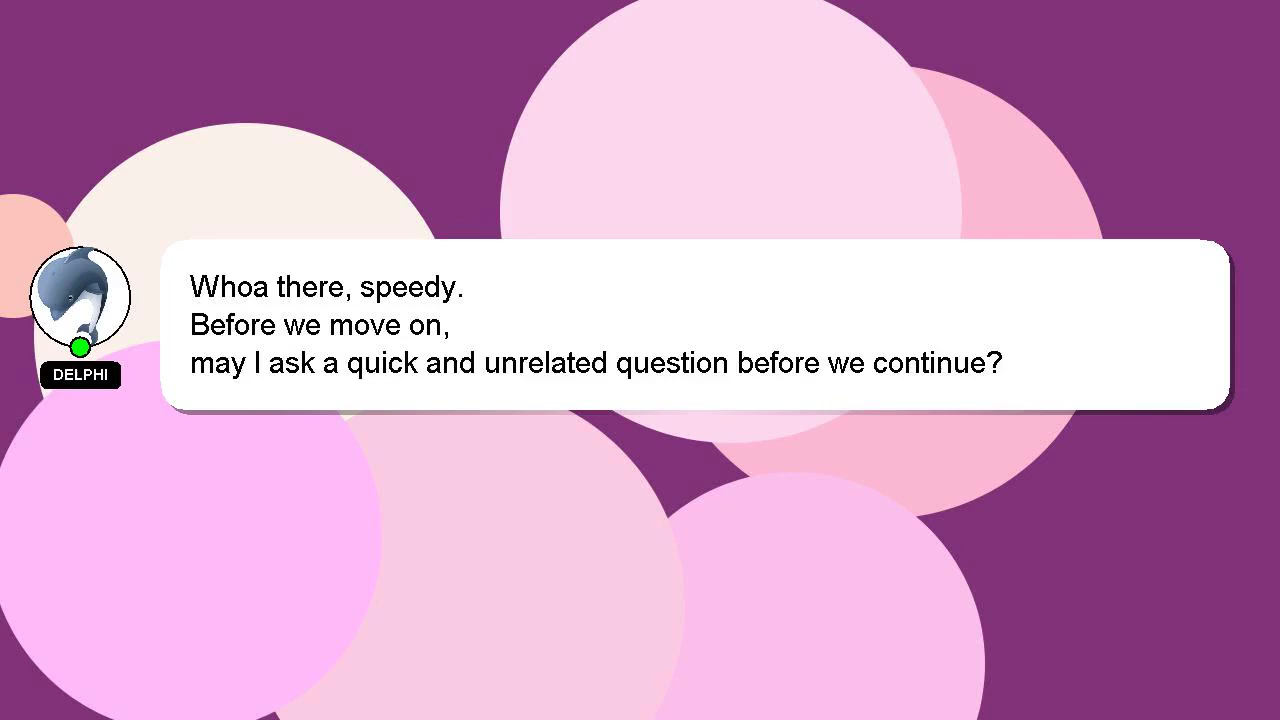 Whoa there, speedy.
Before we move on,
may I ask a quick and unrelated question before we continue?
DELPHI